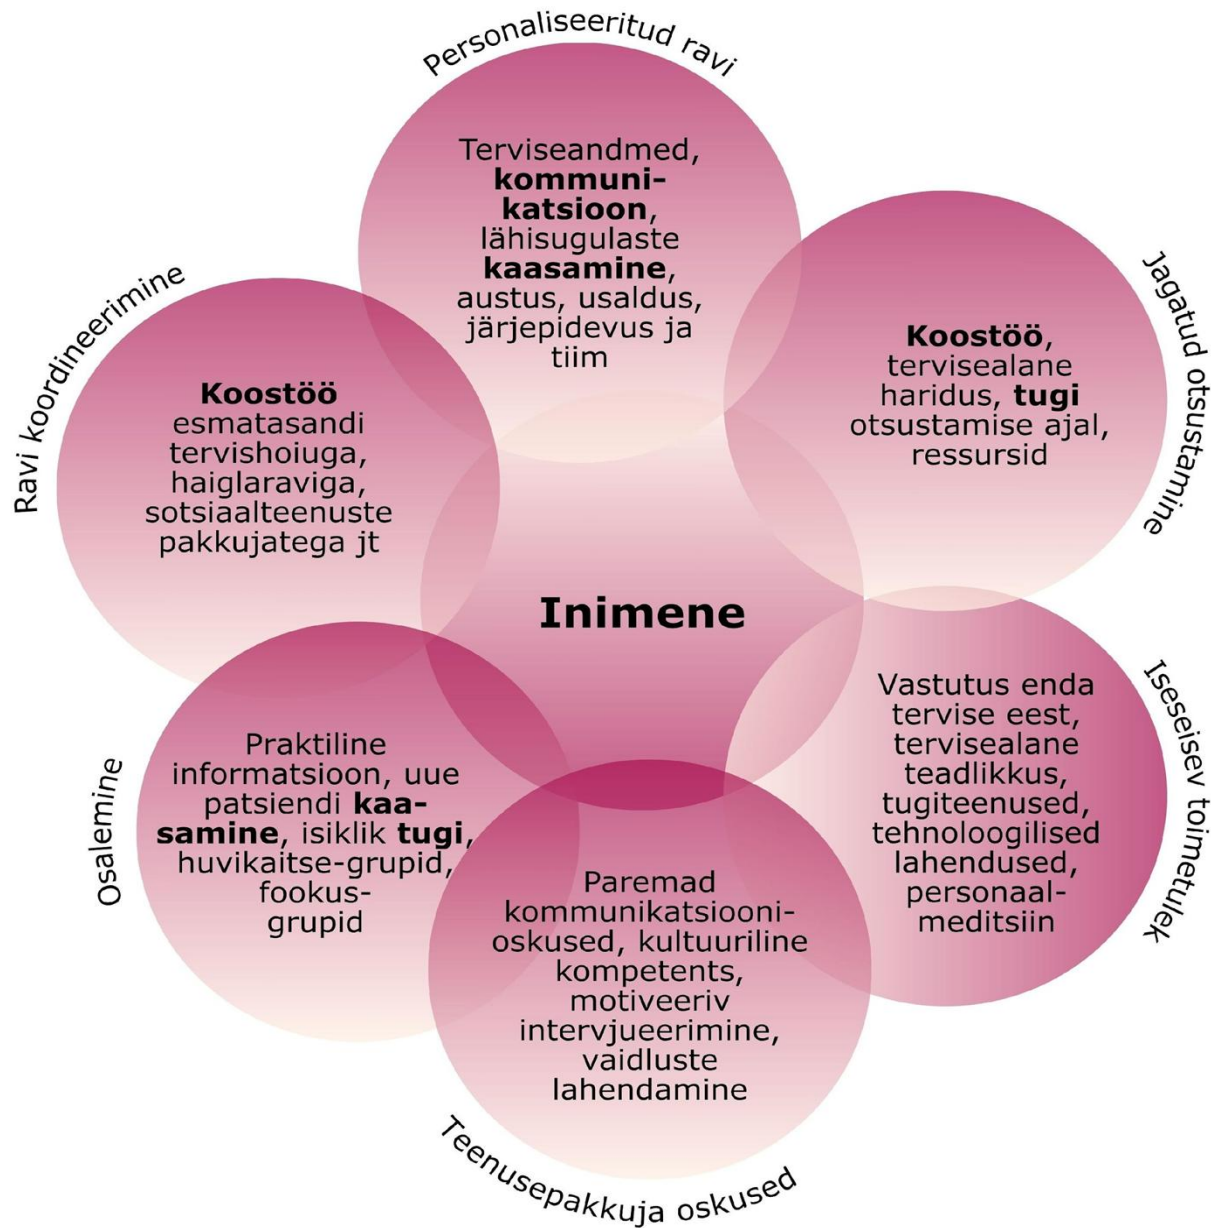 Personaliseeritud ravi
Terviseandmed,
kommuni-
katsioon,
lähisugulaste
kaasamine,
austus, usaldus,
järjepidevus ja
tiim
Jagatud otsustamine
Koostöö,
tervisealane
haridus, tugi
otsustamise ajal,
ressursid
Iseseisev toimetulek
Vastutus enda
tervise eest,
tervisealane
teadlikkus,
tugiteenused,
tehnoloogilised
lahendused,
personaal-
meditsiin
Teenusepakkuja oskused
Paremad
kommunikatsiooni-
oskused, kultuuriline
kompetents,
motiveeriv
intervjueerimine,
vaidluste
lahendamine
Osalemine
Praktiline
informatsioon, uue
patsiendi kaa-
samine, isiklik tugi,
huvikaitse-grupid,
fookus-
grupid
Ravi koordineerimine
Koostöö
esmatasandi
tervishoiuga,
haiglaraviga,
sotsiaalteenuste
pakkujatega jt
Inimene